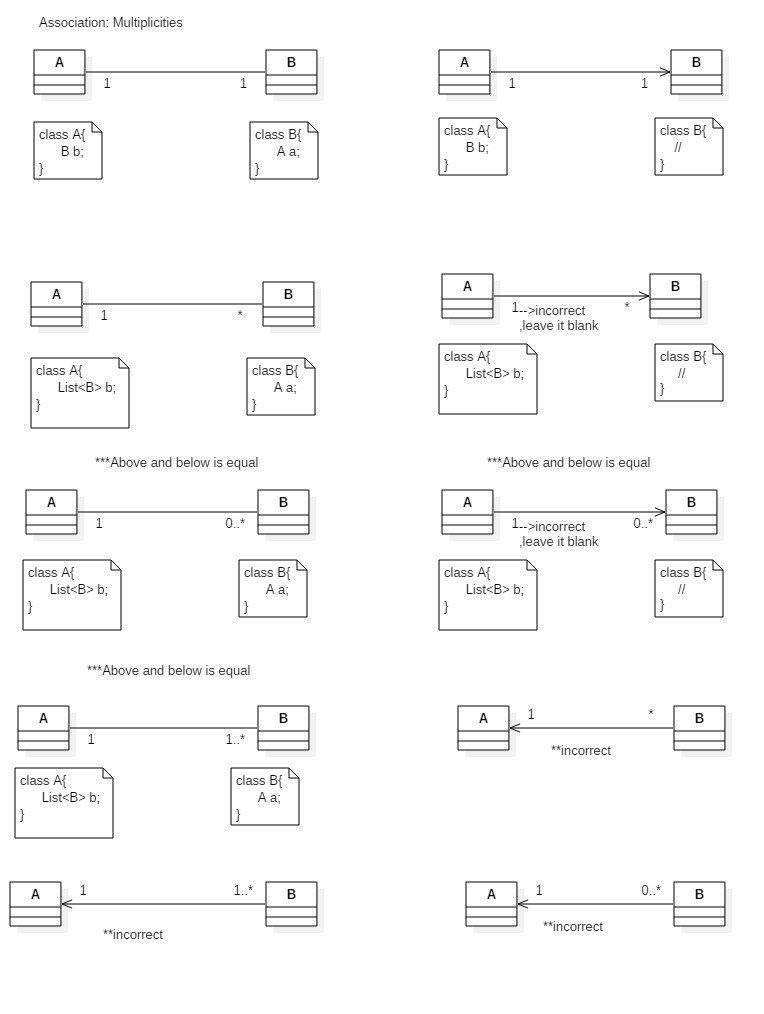 Association: Multiplicities
A
B
1
1
class A{
B b;
}
class B{
A a;
}
A
B
1
1
class A{
B b;
}
class B{
//
}
A
B
1
*
class A{
List<B> b;
}
class B{
A a;
}
A
B
1-->incorrect
,leave it blank
*
class A{
List<B> b;
}
class B{
//
}
***Above and below is equal
***Above and below is equal
A
B
1
0..*
class A{
List<B> b;
}
class B{
A a;
}
A
B
1-->incorrect
,leave it blank
0..*
class A{
List<B> b;
}
class B{
//
}
***Above and below is equal
A
B
1
1..*
class A{
List<B> b;
}
class B{
A a;
}
A
1
*
B
**incorrect
A
1
1..*
B
**incorrect
A
1
0..*
B
**incorrect